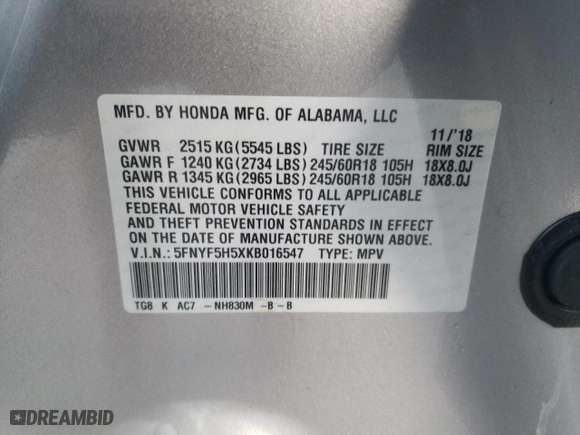 MFD. BY HONDA MFG. OF ALABAMA, LLC
11/'18
GVWR 2515 KG (5545 LBS) TIRE SIZE RIM SIZE
GAWR F 1240 KG (2734 LBS) 245/60R18 105H 18X8.0J
GAWR R 1345 KG (2965 LBS) 245/60R18 105H 18X8.0J
THIS VEHICLE CONFORMS TO ALL APPLICABLE
FEDERAL MOTOR VEHICLE SAFETY
AND THEFT PREVENTION STANDARDS IN EFFECT
ON THE DATE OF MANUFACTURE SHOWN ABOVE.
V.I.N.: 5FNYF5H5XKB016547 TYPE: MPV
TG8 K AC7 -NH830M -B-B
DREAMBID